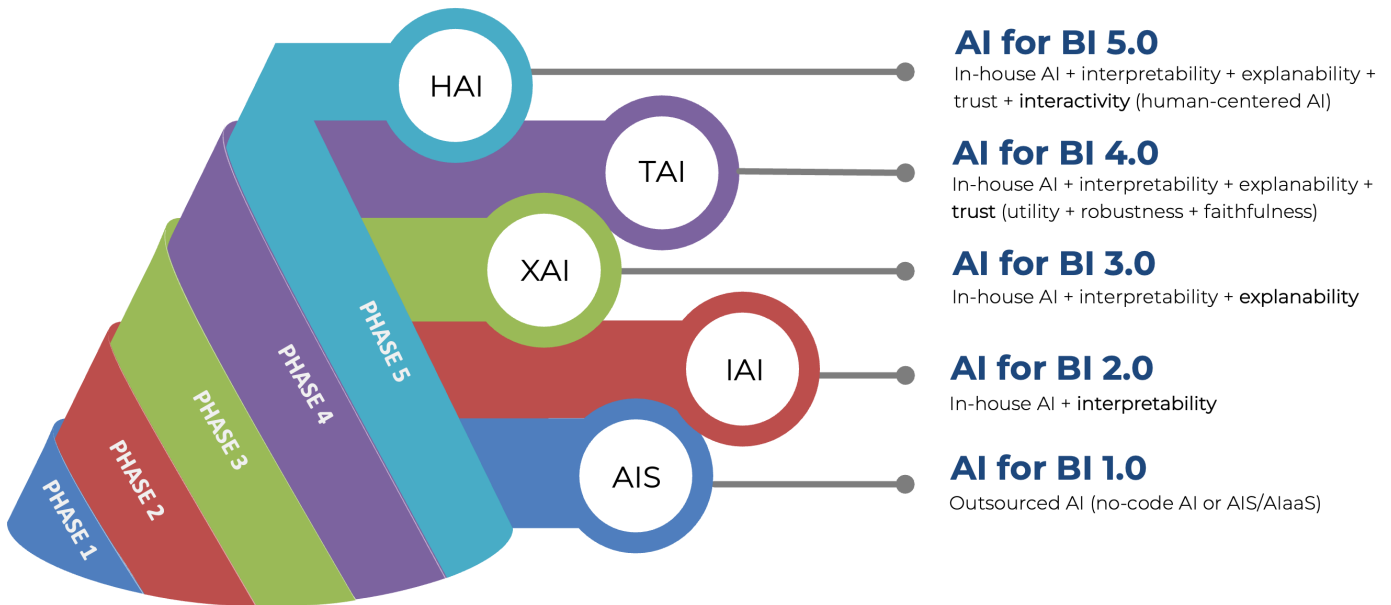 HAI
AI for BI 5.0
In-house AI + interpretability + explanability +
trust + interactivity (human-centered AI)
TAI
AI for BI 4.0
In-house AI + interpretability + explanability +
trust (utility + robustness + faithfulness)
XAI
AI for BI 3.0
In-house AI + interpretability + explanability
IAI
AI for BI 2.0
In-house AI + interpretability
AIS
AI for BI 1.0
Outsourced AI (no-code AI or AIS/AIaaS)
PHASE 1
PHASE 2
PHASE 3
PHASE 4
PHASE 5